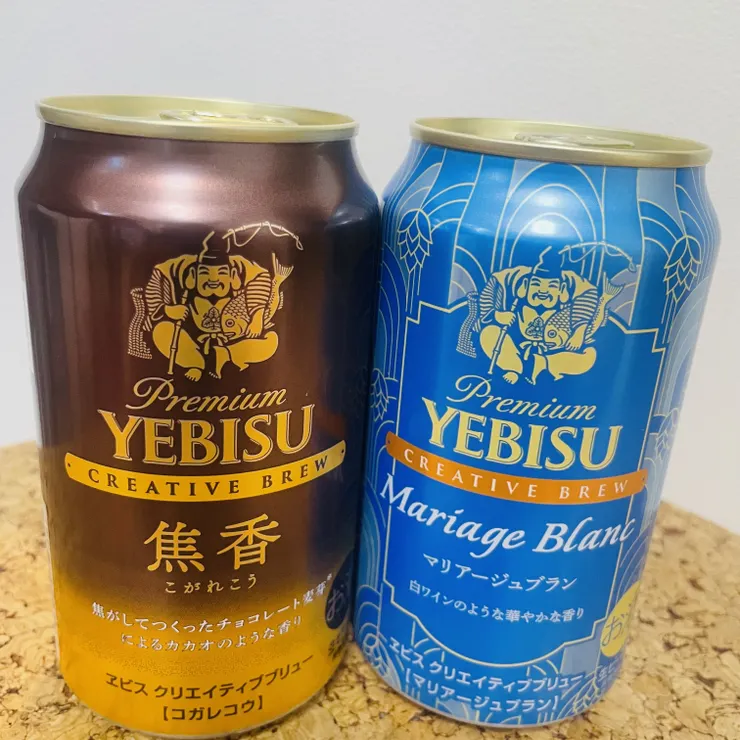 Premium
YEBISU
CREATIVE BREW
焦香
こがれこう
焦がしてつくったチョコレート麦芽※
によるカカオのような香り
ヱビス クリエイティブブリュー
【コガレコウ】
Premium
YEBISU
CREATIVE BREW
Mariage Blanc
マリアージュブラン
白ワインのような華やかな香り
ヱビス クリエイティブブリュー
【マリアージュブラン】